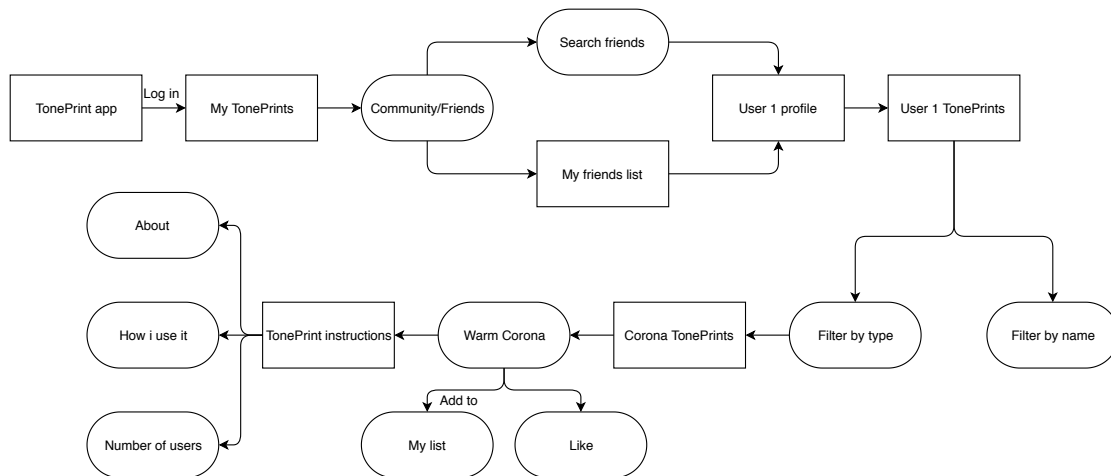 Search friends
TonePrint app
Log in
My TonePrints
Community/Friends
User 1 profile
User 1 TonePrints
My friends list
About
How i use it
TonePrint instructions
Warm Corona
Corona TonePrints
Filter by type
Filter by name
Add to
Number of users
My list
Like